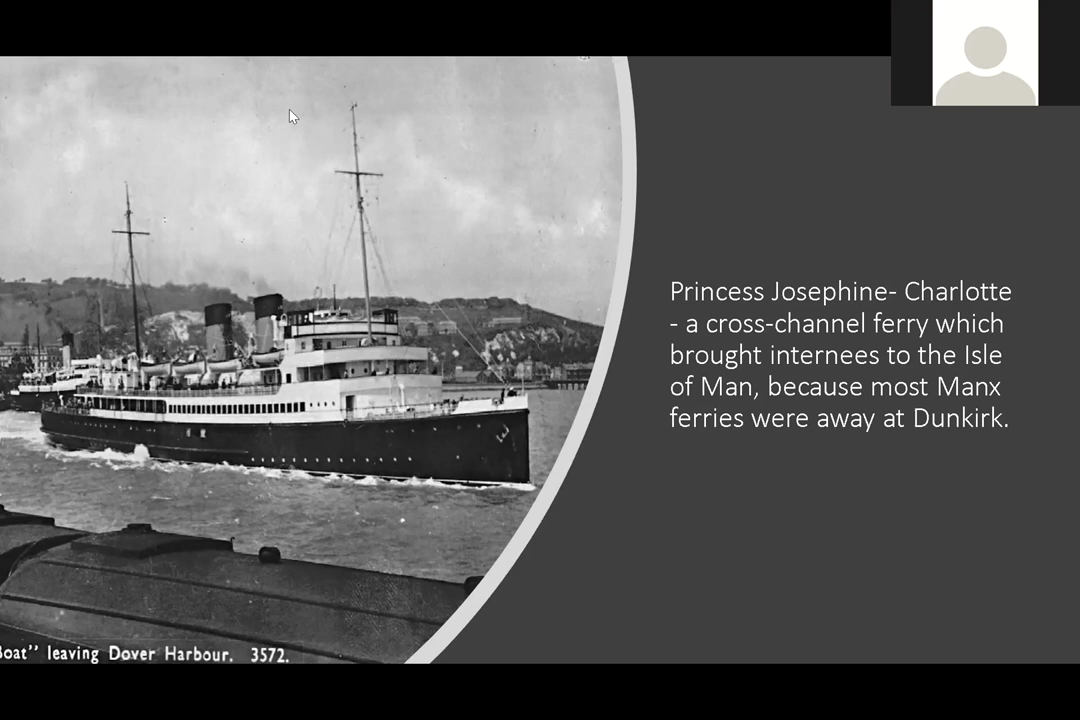 Princess Josephine- Charlotte
- a cross-channel ferry which
brought internees to the Isle
of Man, because most Manx
ferries were away at Dunkirk.
Boat" leaving Dover Harbour. 3572.